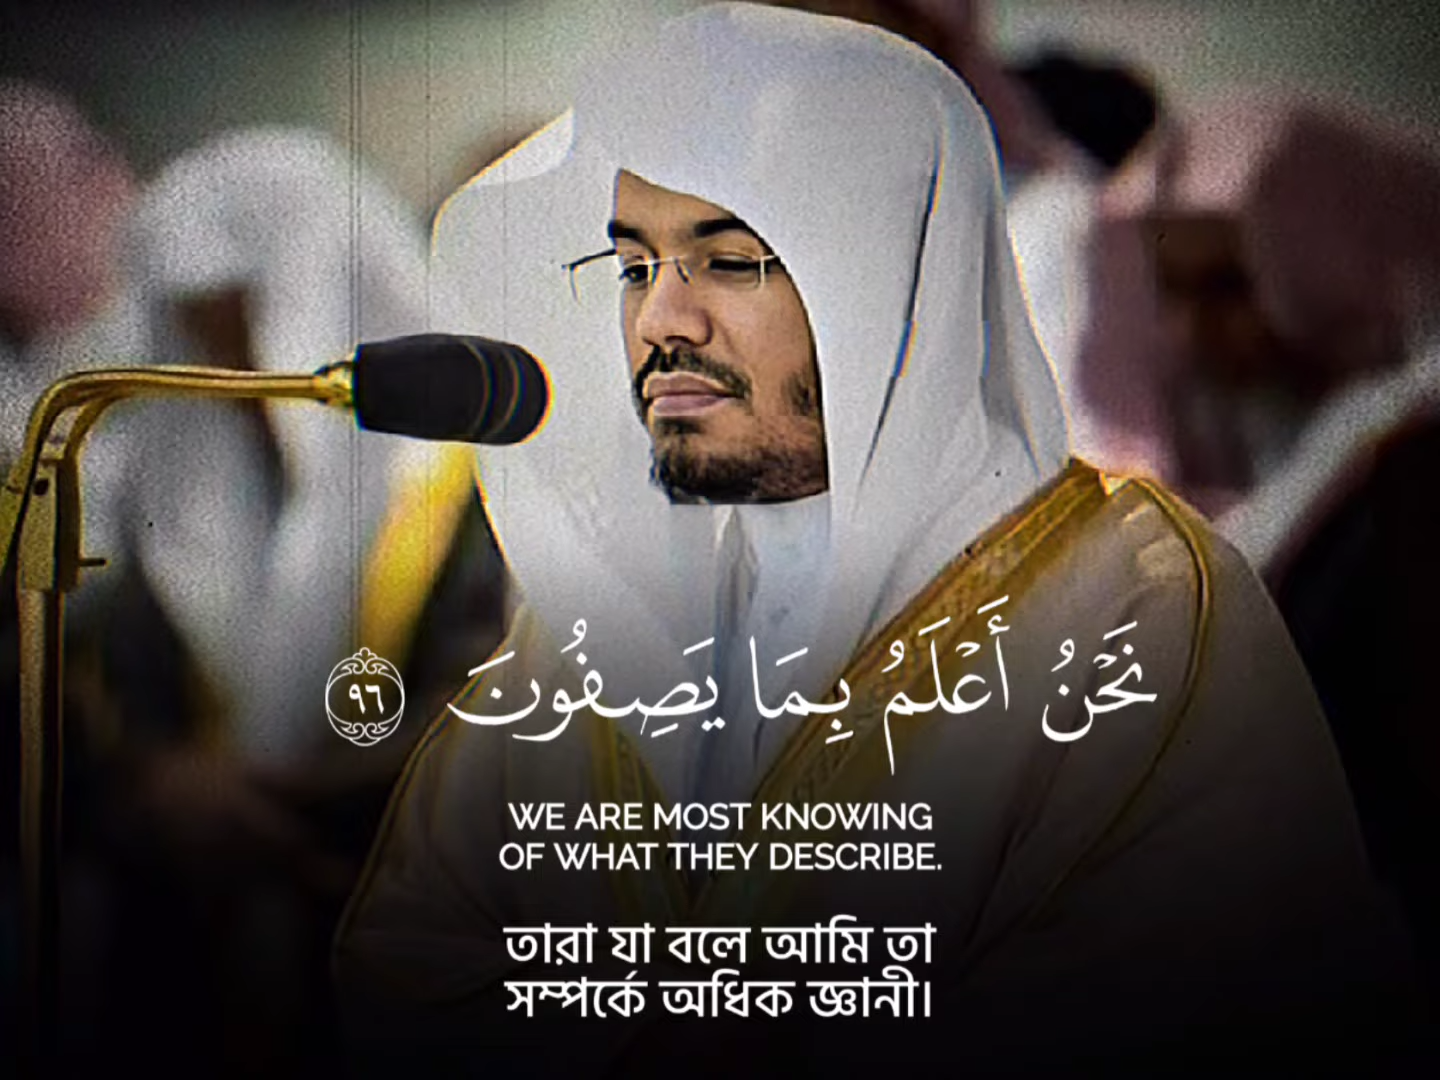 نَحْنُ أَعْلَمُ بِمَا يَصِفُونَ ٩٦
WE ARE MOST KNOWING
OF WHAT THEY DESCRIBE.
তারা যা বলে আমি তা
সম্পর্কে অধিক জ্ঞানী।